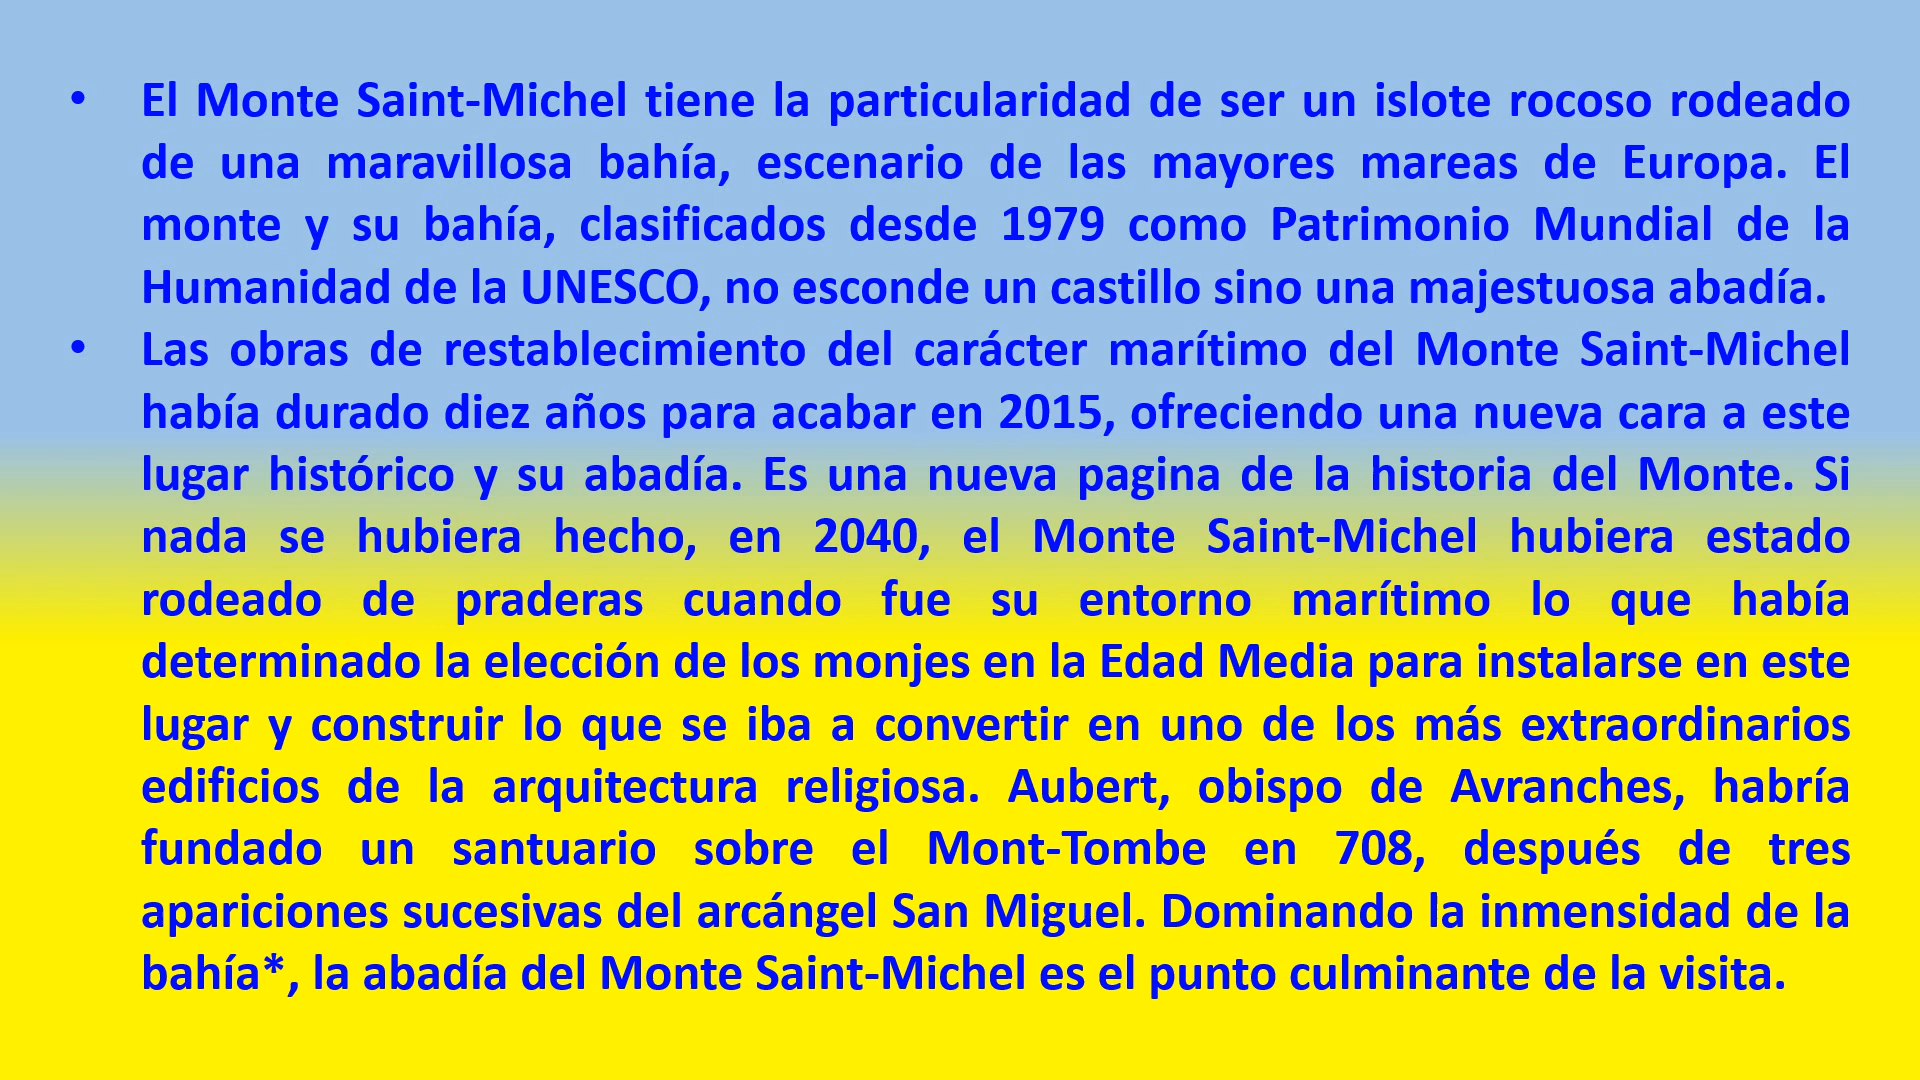 • El Monte Saint-Michel tiene la particularidad de ser un islote rocoso rodeado
de una maravillosa bahía, escenario de las mayores mareas de Europa. El
monte y su bahía, clasificados desde 1979 como Patrimonio Mundial de la
Humanidad de la UNESCO, no esconde un castillo sino una majestuosa abadía.
• Las obras de restablecimiento del carácter marítimo del Monte Saint-Michel
había durado diez años para acabar en 2015, ofreciendo una nueva cara a este
lugar histórico y su abadía. Es una nueva pagina de la historia del Monte. Si
nada se hubiera hecho, en 2040, el Monte Saint-Michel hubiera estado
rodeado de praderas cuando fue su entorno marítimo lo que había
determinado la elección de los monjes en la Edad Media para instalarse en este
lugar y construir lo que se iba a convertir en uno de los más extraordinarios
edificios de la arquitectura religiosa. Aubert, obispo de Avranches, habría
fundado un santuario sobre el Mont-Tombe en 708, después de tres
apariciones sucesivas del arcángel San Miguel. Dominando la inmensidad de la
bahía*, la abadía del Monte Saint-Michel es el punto culminante de la visita.